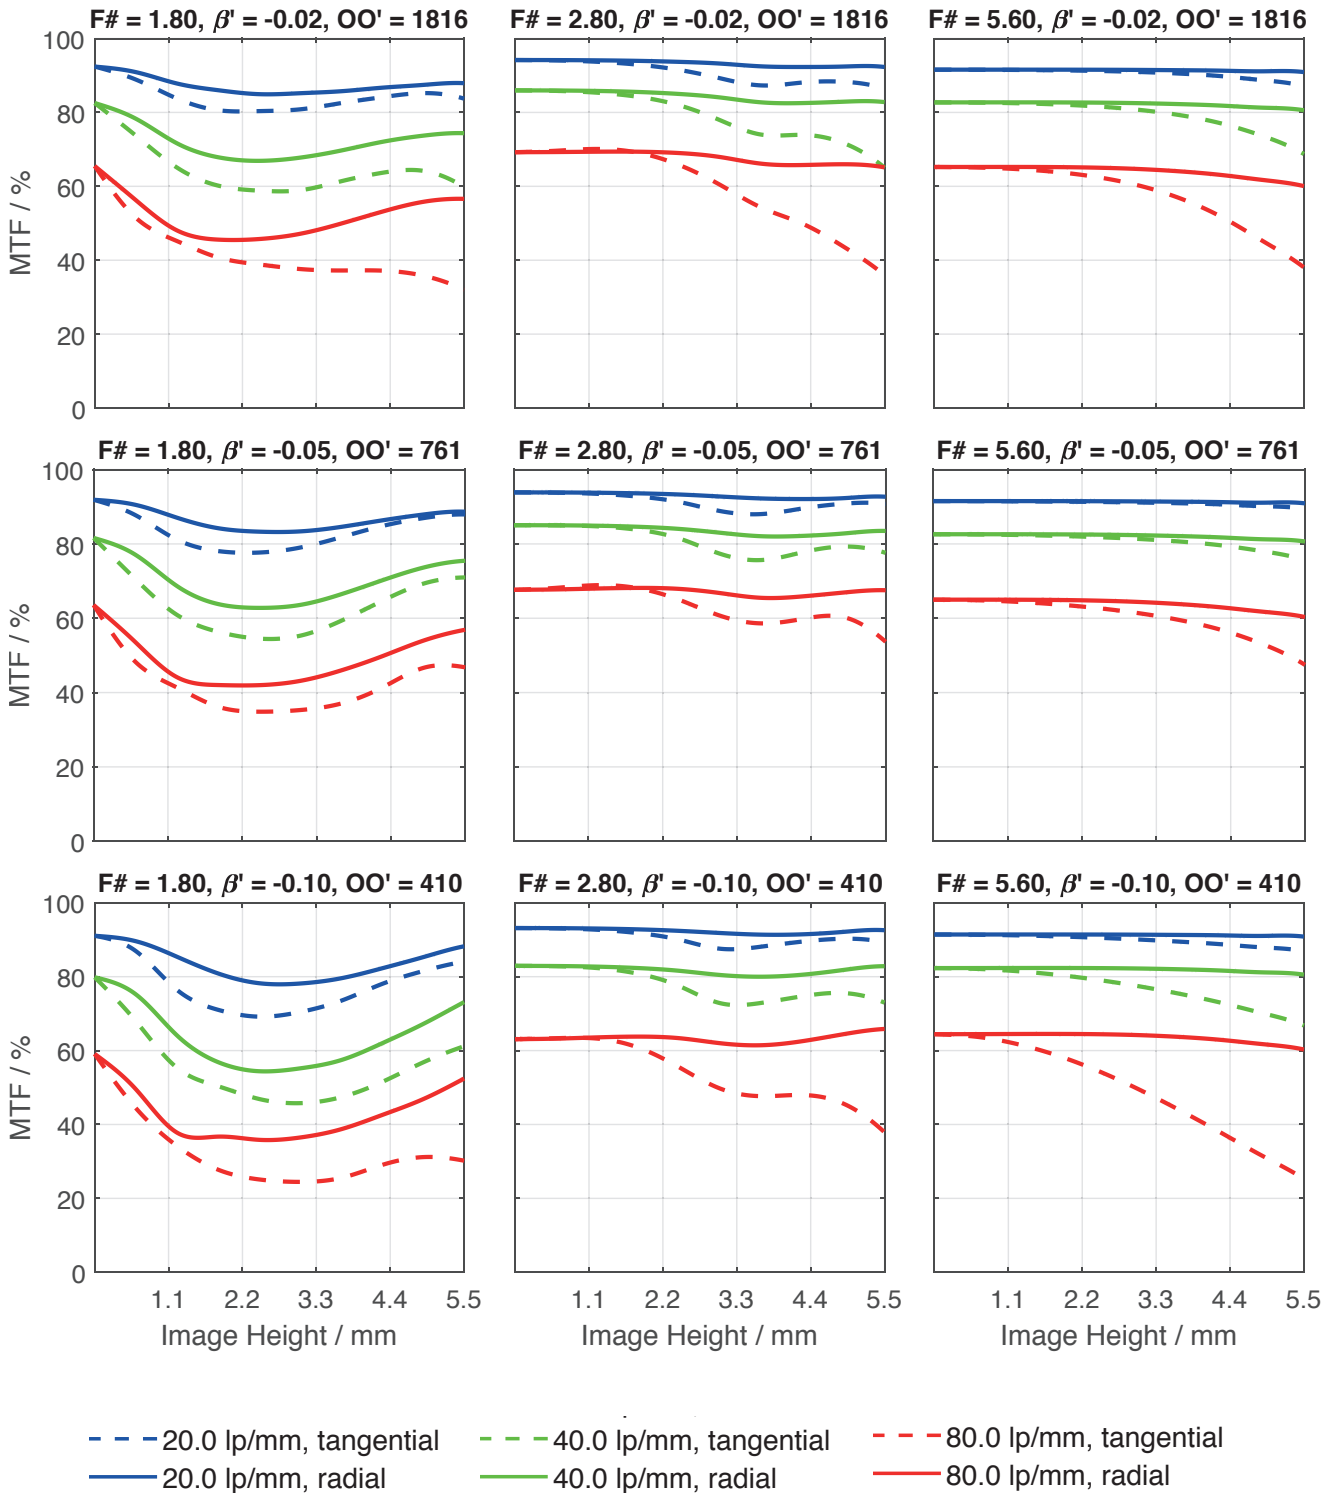 F# = 1.80, β' = -0.02, OO' = 1816
F# = 2.80, β' = -0.02, OO' = 1816
F# = 5.60, β' = -0.02, OO' = 1816
100
80
60
40
20
0
MTF / %
F# = 1.80, β' = -0.05, OO' = 761
F# = 2.80, β' = -0.05, OO' = 761
F# = 5.60, β' = -0.05, OO' = 761
100
80
60
40
20
0
MTF / %
F# = 1.80, β' = -0.10, OO' = 410
F# = 2.80, β' = -0.10, OO' = 410
F# = 5.60, β' = -0.10, OO' = 410
100
80
60
40
20
0
MTF / %
1.1 2.2 3.3 4.4 5.5
1.1 2.2 3.3 4.4 5.5
1.1 2.2 3.3 4.4 5.5
Image Height / mm
Image Height / mm
Image Height / mm
20.0 lp/mm, tangential
40.0 lp/mm, tangential
80.0 lp/mm, tangential
20.0 lp/mm, radial
40.0 lp/mm, radial
80.0 lp/mm, radial